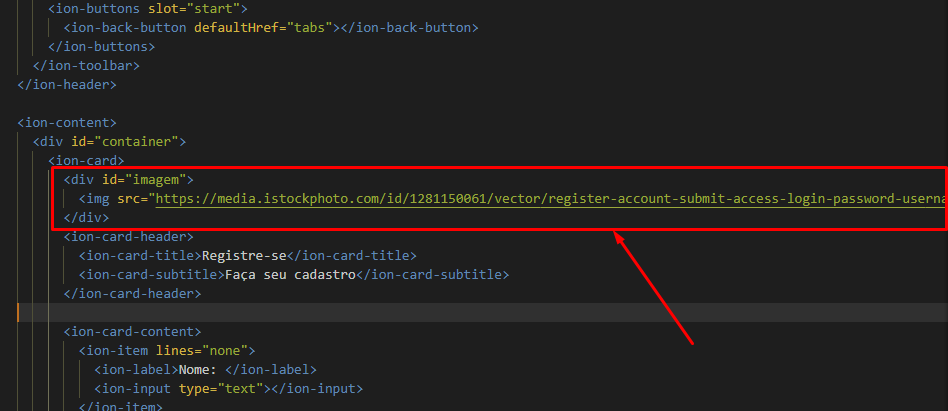 <ion-buttons slot="start">
<ion-back-button defaultHref="tabs"></ion-back-button>
</ion-buttons>
</ion-toolbar>
</ion-header>
<ion-content>
<div id="container">
<ion-card>
<div id="imagem">
<img src="https://media.istockphoto.com/id/1281150061/vector/register-account-submit-access-login-password-userna
</div>
<ion-card-header>
<ion-card-title>Registre-se</ion-card-title>
<ion-card-subtitle>Faça seu cadastro</ion-card-subtitle>
</ion-card-header>
<ion-card-content>
<ion-item lines="none">
<ion-label>Nome: </ion-label>
<ion-input type="text"></ion-input>
</ion-item>